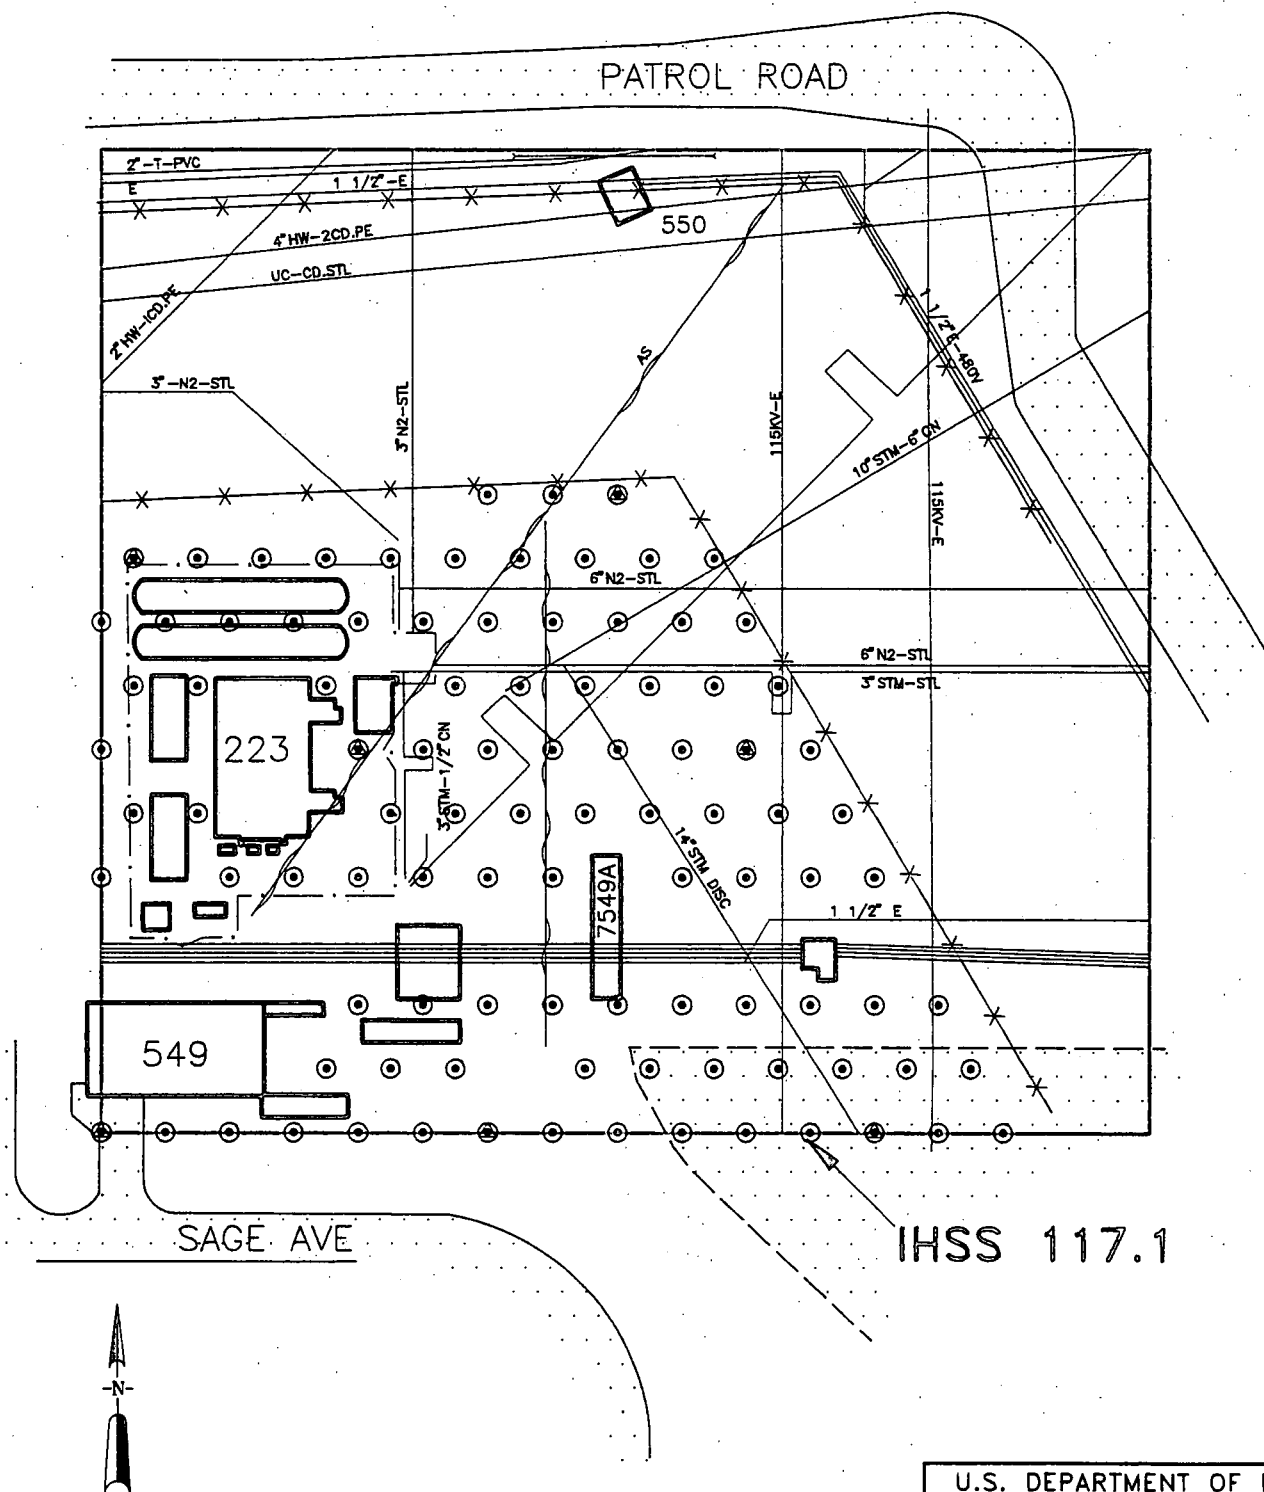 PATROL ROAD
2"-T-PVC
E
1 1/2"-E
550
4"HW-2CD.PE
UC-CD.STL
2"HW-1CD.PE
1 1/2"E-480V
AS
3"-N2-STL
3"N2-STL
115KV-E
10"STM-6"CN
115KV-E
6"N2-STL
6"N2-STL
3"STM-STL
223
3"STM-1/2"CN
14"STM DISC
7549A
1 1/2" E
549
IHSS 117.1
SAGE AVE
-N-
U.S. DEPARTMENT OF